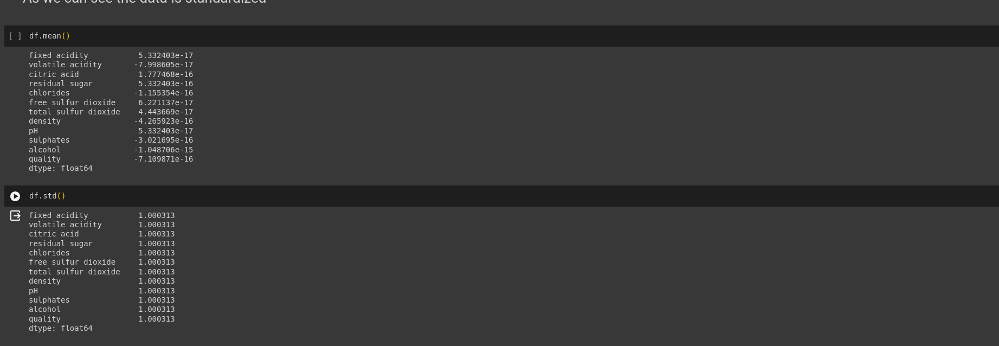 As we can see the data is standardized
[ ] df.mean()
fixed acidity 5.332403e-17
volatile acidity -7.998605e-17
citric acid 1.777468e-16
residual sugar 5.332403e-16
chlorides -1.155354e-16
free sulfur dioxide 6.221137e-17
total sulfur dioxide 4.443669e-17
density -4.265923e-16
pH 5.332403e-17
sulphates -3.021695e-16
alcohol -1.048706e-15
quality -7.109871e-16
dtype: float64
df.std()
fixed acidity 1.000313
volatile acidity 1.000313
citric acid 1.000313
residual sugar 1.000313
chlorides 1.000313
free sulfur dioxide 1.000313
total sulfur dioxide 1.000313
density 1.000313
pH 1.000313
sulphates 1.000313
alcohol 1.000313
quality 1.000313
dtype: float64